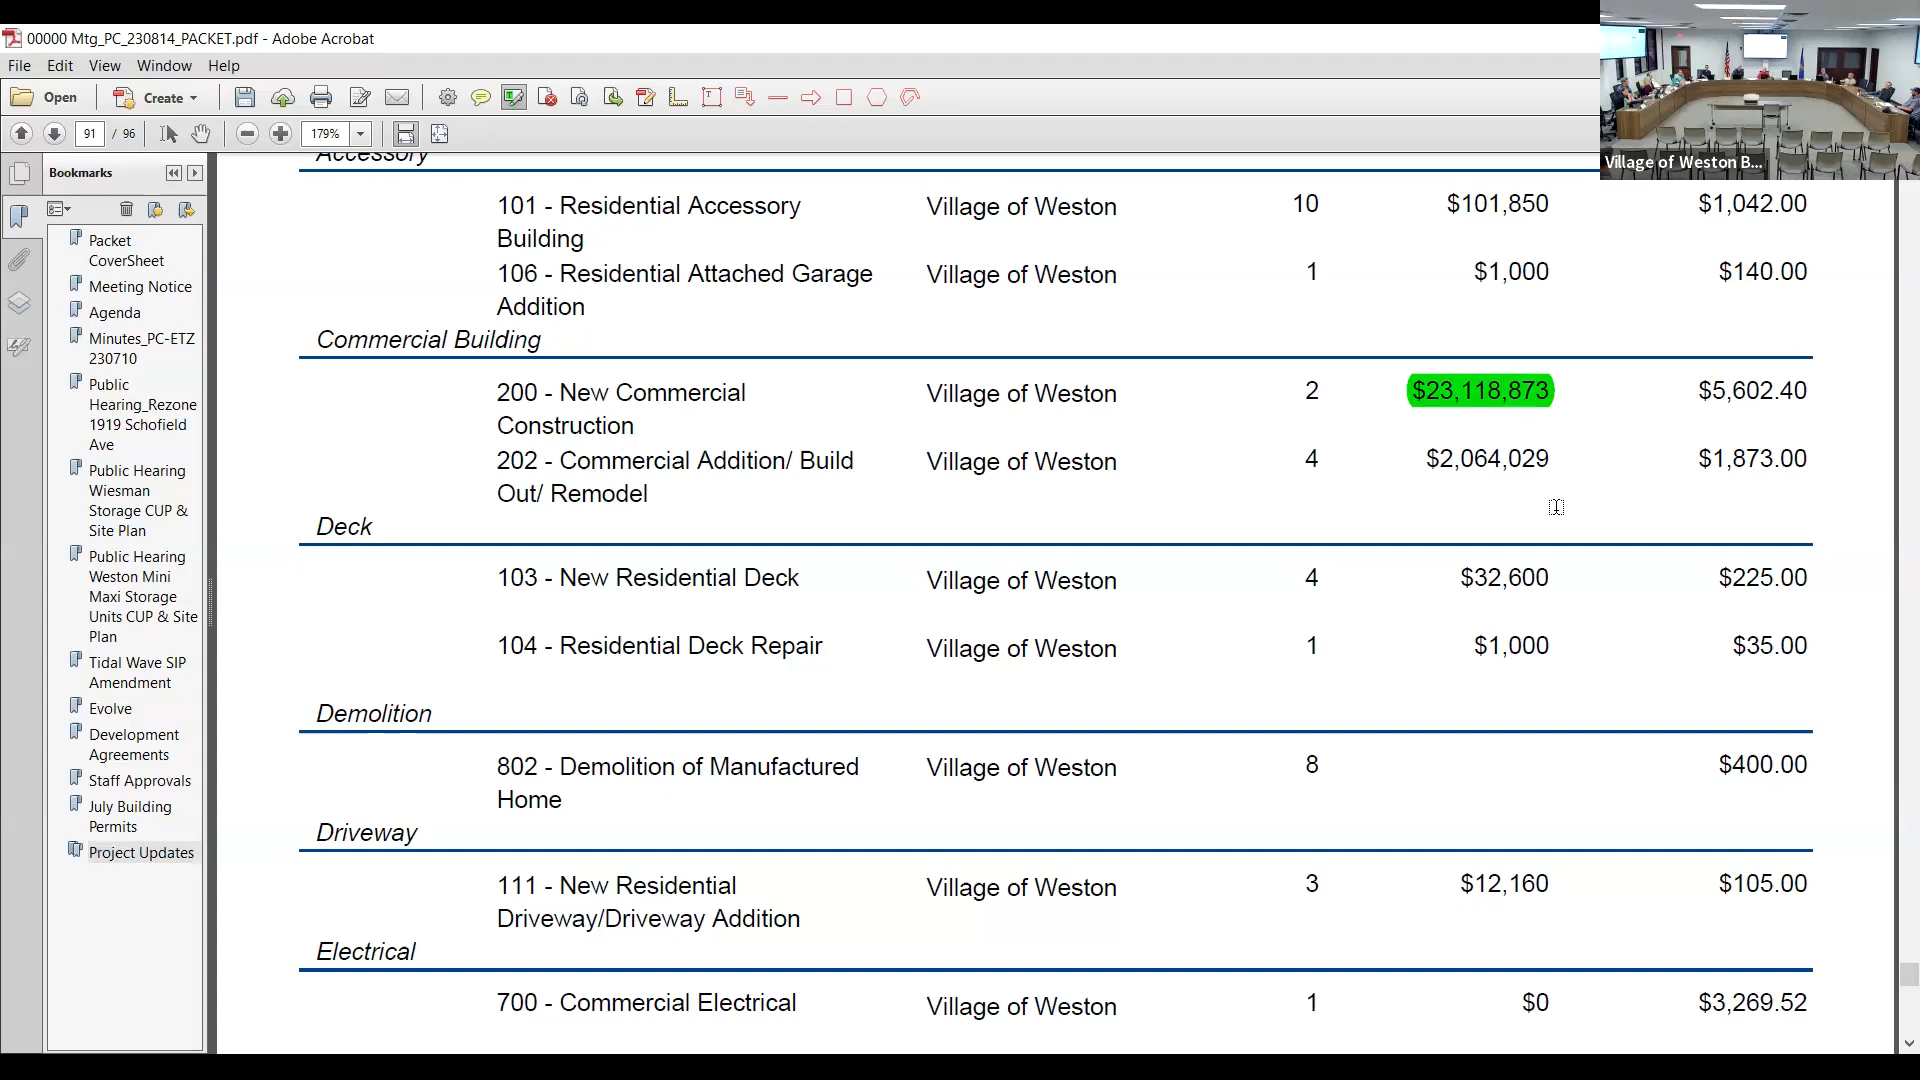 00000 Mtg_PC_230814_PACKET.pdf - Adobe Acrobat
File Edit View Window Help
Open Create
91 / 96 179%
Bookmarks
Packet
CoverSheet
Meeting Notice
Agenda
Minutes_PC-ETZ
230710
Public
Hearing_Rezone
1919 Schofield
Ave
Public Hearing
Wiesman
Storage CUP &
Site Plan
Public Hearing
Weston Mini
Maxi Storage
Units CUP & Site
Plan
Tidal Wave SIP
Amendment
Evolve
Development
Agreements
Staff Approvals
July Building
Permits
Project Updates
Accessory
101 - Residential Accessory Village of Weston 10 $101,850 $1,042.00
Building
106 - Residential Attached Garage Village of Weston 1 $1,000 $140.00
Addition
Commercial Building
200 - New Commercial Village of Weston 2 $23,118,873 $5,602.40
Construction
202 - Commercial Addition/ Build Village of Weston 4 $2,064,029 $1,873.00
Out/ Remodel
Deck
103 - New Residential Deck Village of Weston 4 $32,600 $225.00
104 - Residential Deck Repair Village of Weston 1 $1,000 $35.00
Demolition
802 - Demolition of Manufactured Village of Weston 8 $400.00
Home
Driveway
111 - New Residential Village of Weston 3 $12,160 $105.00
Driveway/Driveway Addition
Electrical
700 - Commercial Electrical Village of Weston 1 $0 $3,269.52
Village of Weston B...